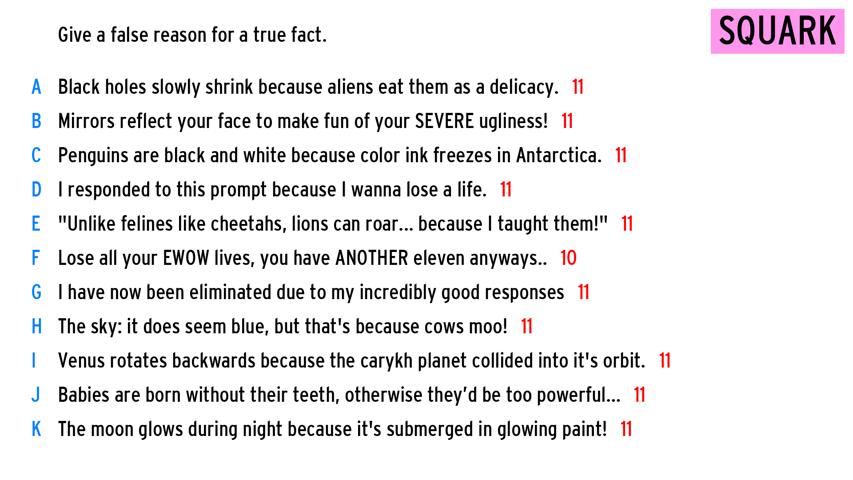 Give a false reason for a true fact.
SQUARK
A Black holes slowly shrink because aliens eat them as a delicacy. 11
B Mirrors reflect your face to make fun of your SEVERE ugliness! 11
C Penguins are black and white because color ink freezes in Antarctica. 11
D I responded to this prompt because I wanna lose a life. 11
E "Unlike felines like cheetahs, lions can roar... because I taught them!" 11
F Lose all your EWOW lives, you have ANOTHER eleven anyways.. 10
G I have now been eliminated due to my incredibly good responses 11
H The sky: it does seem blue, but that's because cows moo! 11
I Venus rotates backwards because the carykh planet collided into it's orbit. 11
J Babies are born without their teeth, otherwise they’d be too powerful... 11
K The moon glows during night because it's submerged in glowing paint! 11